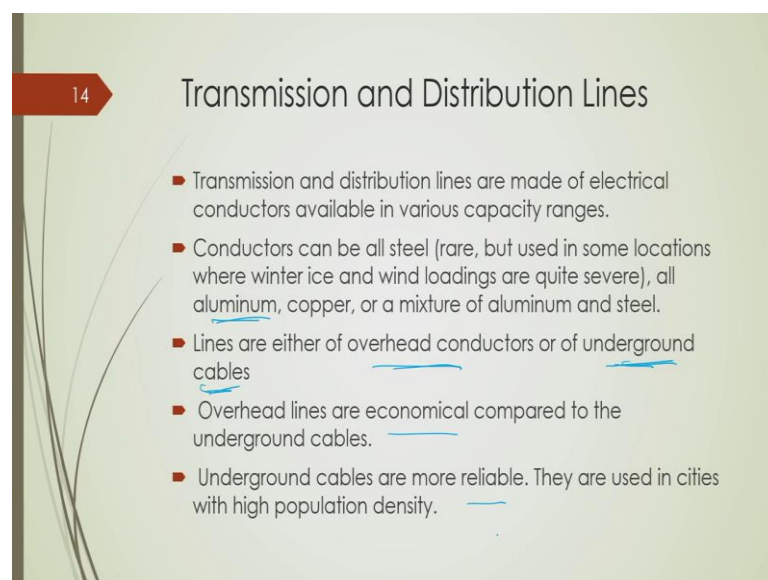 14
Transmission and Distribution Lines
Transmission and distribution lines are made of electrical
conductors available in various capacity ranges.
Conductors can be all steel (rare, but used in some locations
where winter ice and wind loadings are quite severe), all
aluminum, copper, or a mixture of aluminum and steel.
Lines are either of overhead conductors or of underground
cables
Overhead lines are economical compared to the
underground cables.
Underground cables are more reliable. They are used in cities
with high population density.